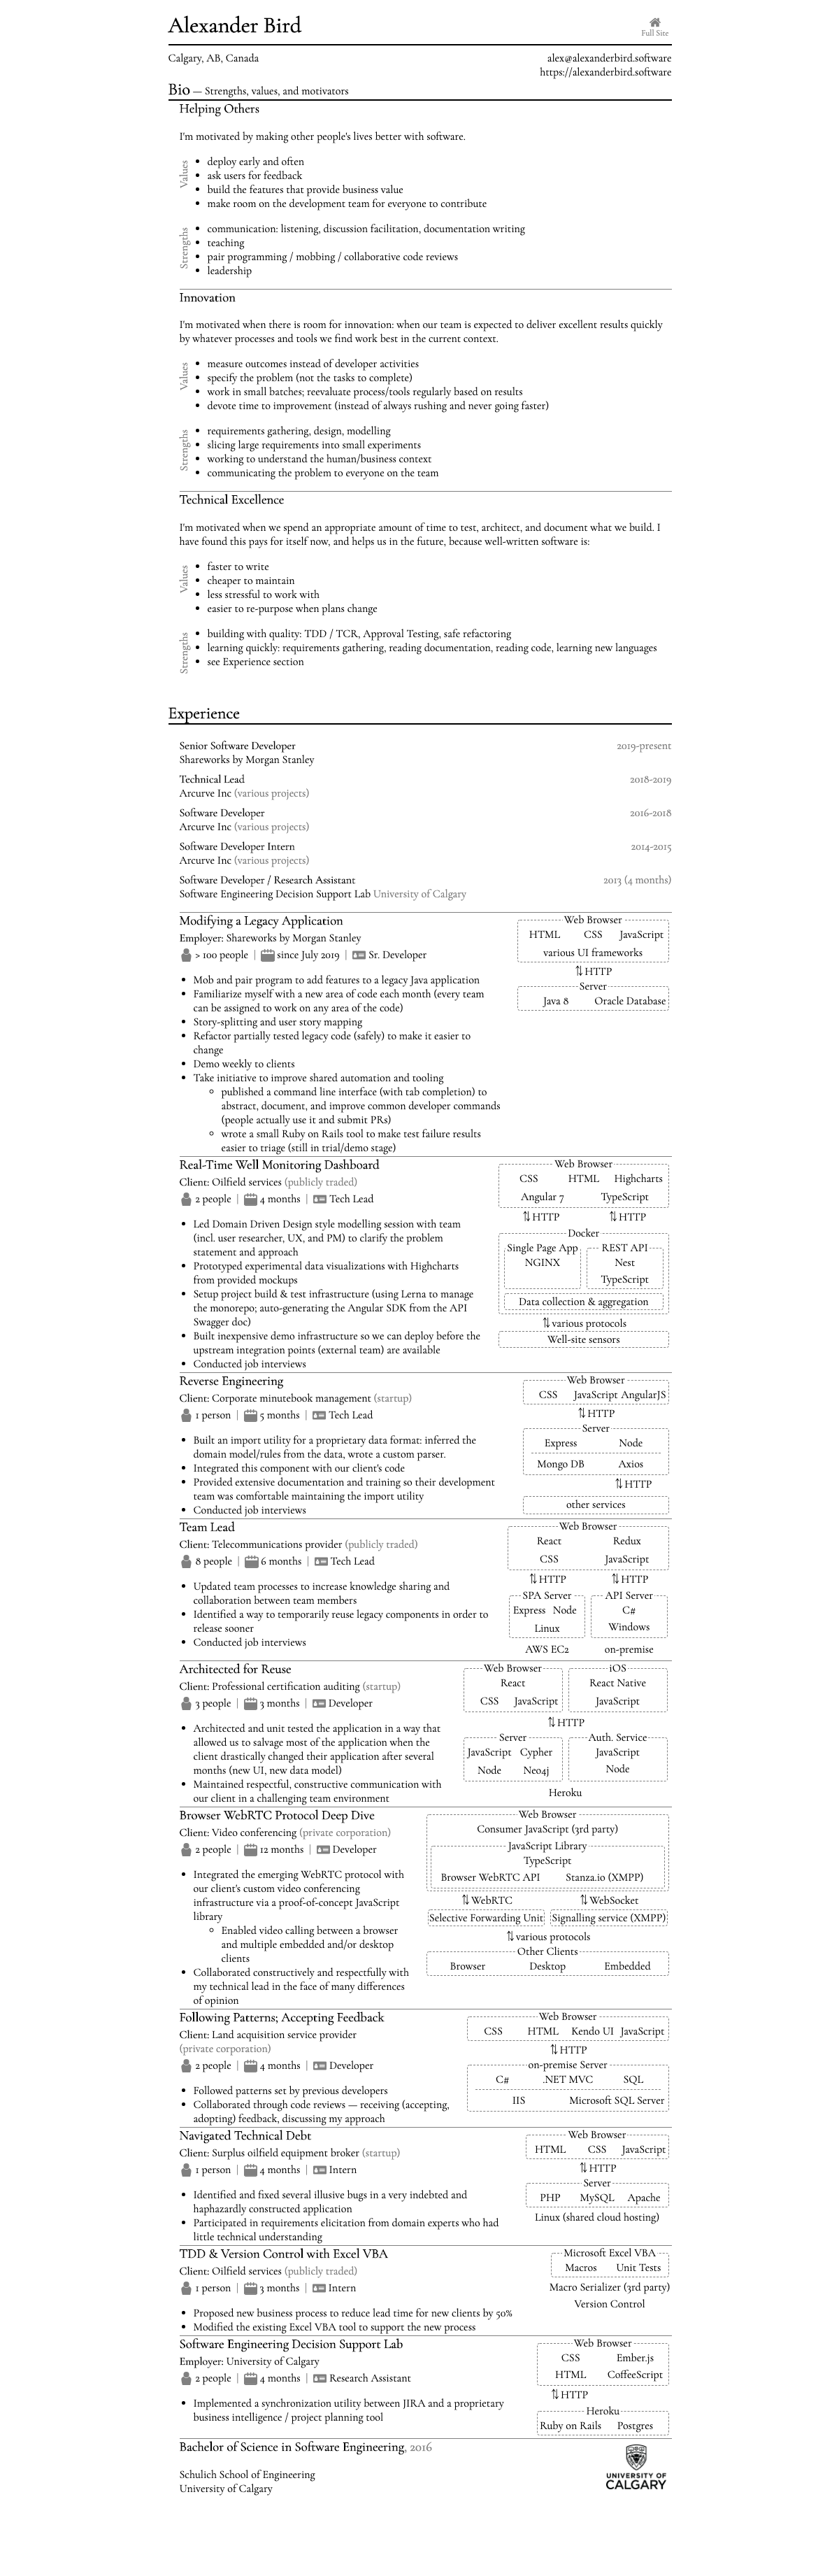 Alexander Bird
Full Site
Calgary, AB, Canada
alex@alexanderbird.software
https://alexanderbird.software
Bio — Strengths, values, and motivators
Helping Others
I'm motivated by making other people's lives better with software.
Values
• deploy early and often
• ask users for feedback
• build the features that provide business value
• make room on the development team for everyone to contribute
Strengths
• communication: listening, discussion facilitation, documentation writing
• teaching
• pair programming / mobbing / collaborative code reviews
• leadership
Innovation
I'm motivated when there is room for innovation: when our team is expected to deliver excellent results quickly
by whatever processes and tools we find work best in the current context.
Values
• measure outcomes instead of developer activities
• specify the problem (not the tasks to complete)
• work in small batches; reevaluate process/tools regularly based on results
• devote time to improvement (instead of always rushing and never going faster)
Strengths
• requirements gathering, design, modelling
• slicing large requirements into small experiments
• working to understand the human/business context
• communicating the problem to everyone on the team
Technical Excellence
I'm motivated when we spend an appropriate amount of time to test, architect, and document what we build. I
have found this pays for itself now, and helps us in the future, because well-written software is:
Values
• faster to write
• cheaper to maintain
• less stressful to work with
• easier to re-purpose when plans change
Strengths
• building with quality: TDD / TCR, Approval Testing, safe refactoring
• learning quickly: requirements gathering, reading documentation, reading code, learning new languages
• see Experience section
Experience
Senior Software Developer 2019-present
Shareworks by Morgan Stanley
Technical Lead 2018-2019
Arcurve Inc (various projects)
Software Developer 2016-2018
Arcurve Inc (various projects)
Software Developer Intern 2014-2015
Arcurve Inc (various projects)
Software Developer / Research Assistant 2013 (4 months)
Software Engineering Decision Support Lab University of Calgary
Modifying a Legacy Application
Employer: Shareworks by Morgan Stanley
> 100 people | since July 2019 | Sr. Developer
• Mob and pair program to add features to a legacy Java application
• Familiarize myself with a new area of code each month (every team
can be assigned to work on any area of the code)
• Story-splitting and user story mapping
• Refactor partially tested legacy code (safely) to make it easier to
change
• Demo weekly to clients
• Take initiative to improve shared automation and tooling
◦ published a command line interface (with tab completion) to
abstract, document, and improve common developer commands
(people actually use it and submit PRs)
◦ wrote a small Ruby on Rails tool to make test failure results
easier to triage (still in trial/demo stage)
Web Browser
HTML CSS JavaScript
various UI frameworks
⇅ HTTP
Server
Java 8 Oracle Database
Real-Time Well Monitoring Dashboard
Client: Oilfield services (publicly traded)
2 people | 4 months | Tech Lead
• Led Domain Driven Design style modelling session with team
(incl. user researcher, UX, and PM) to clarify the problem
statement and approach
• Prototyped experimental data visualizations with Highcharts
from provided mockups
• Setup project build & test infrastructure (using Lerna to manage
the monorepo; auto-generating the Angular SDK from the API
Swagger doc)
• Built inexpensive demo infrastructure so we can deploy before the
upstream integration points (external team) are available
• Conducted job interviews
Web Browser
CSS HTML Highcharts
Angular 7 TypeScript
⇅ HTTP ⇅ HTTP
Docker
Single Page App REST API
NGINX Nest
TypeScript
Data collection & aggregation
⇅ various protocols
Well-site sensors
Reverse Engineering
Client: Corporate minutebook management (startup)
1 person | 5 months | Tech Lead
• Built an import utility for a proprietary data format: inferred the
domain model/rules from the data, wrote a custom parser.
• Integrated this component with our client's code
• Provided extensive documentation and training so their development
team was comfortable maintaining the import utility
• Conducted job interviews
Web Browser
CSS JavaScript AngularJS
⇅ HTTP
Server
Express Node
Mongo DB Axios
⇅ HTTP
other services
Team Lead
Client: Telecommunications provider (publicly traded)
8 people | 6 months | Tech Lead
• Updated team processes to increase knowledge sharing and
collaboration between team members
• Identified a way to temporarily reuse legacy components in order to
release sooner
• Conducted job interviews
Web Browser
React Redux
CSS JavaScript
⇅ HTTP ⇅ HTTP
SPA Server API Server
Express Node C#
Linux Windows
AWS EC2 on-premise
Architected for Reuse
Client: Professional certification auditing (startup)
3 people | 3 months | Developer
• Architected and unit tested the application in a way that
allowed us to salvage most of the application when the
client drastically changed their application after several
months (new UI, new data model)
• Maintained respectful, constructive communication with
our client in a challenging team environment
Web Browser iOS
React React Native
CSS JavaScript JavaScript
⇅ HTTP
Server Auth. Service
JavaScript Cypher JavaScript
Node Neo4j Node
Heroku
Browser WebRTC Protocol Deep Dive
Client: Video conferencing (private corporation)
2 people | 12 months | Developer
• Integrated the emerging WebRTC protocol with
our client's custom video conferencing
infrastructure via a proof-of-concept JavaScript
library
◦ Enabled video calling between a browser
and multiple embedded and/or desktop
clients
• Collaborated constructively and respectfully with
my technical lead in the face of many differences
of opinion
Web Browser
Consumer JavaScript (3rd party)
JavaScript Library
TypeScript
Browser WebRTC API Stanza.io (XMPP)
⇅ WebRTC ⇅ WebSocket
Selective Forwarding Unit Signalling service (XMPP)
⇅ various protocols
Other Clients
Browser Desktop Embedded
Following Patterns; Accepting Feedback
Client: Land acquisition service provider
(private corporation)
2 people | 4 months | Developer
• Followed patterns set by previous developers
• Collaborated through code reviews — receiving (accepting,
adopting) feedback, discussing my approach
Web Browser
CSS HTML Kendo UI JavaScript
⇅ HTTP
on-premise Server
C# .NET MVC SQL
IIS Microsoft SQL Server
Navigated Technical Debt
Client: Surplus oilfield equipment broker (startup)
1 person | 4 months | Intern
• Identified and fixed several illusive bugs in a very indebted and
haphazardly constructed application
• Participated in requirements elicitation from domain experts who had
little technical understanding
Web Browser
HTML CSS JavaScript
⇅ HTTP
Server
PHP MySQL Apache
Linux (shared cloud hosting)
TDD & Version Control with Excel VBA
Client: Oilfield services (publicly traded)
1 person | 3 months | Intern
• Proposed new business process to reduce lead time for new clients by 50%
• Modified the existing Excel VBA tool to support the new process
Microsoft Excel VBA
Macros Unit Tests
Macro Serializer (3rd party)
Version Control
Software Engineering Decision Support Lab
Employer: University of Calgary
2 people | 4 months | Research Assistant
• Implemented a synchronization utility between JIRA and a proprietary
business intelligence / project planning tool
Web Browser
CSS Ember.js
HTML CoffeeScript
⇅ HTTP
Heroku
Ruby on Rails Postgres
Bachelor of Science in Software Engineering, 2016
Schulich School of Engineering
University of Calgary
UNIVERSITY OF
CALGARY